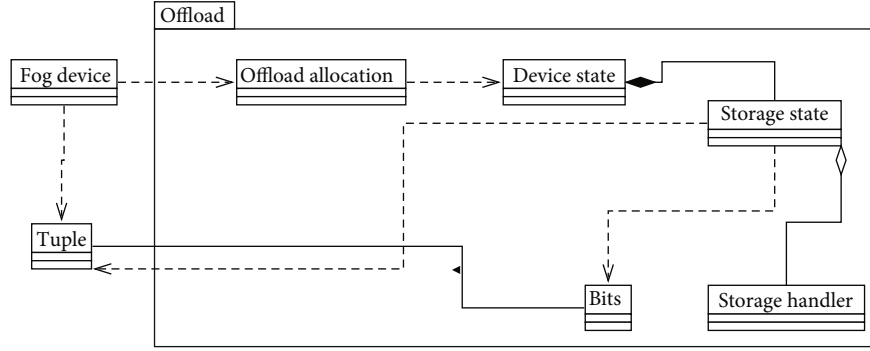 Offload
Fog device
Offload allocation
Device state
Storage state
Tuple
Bits
Storage handler